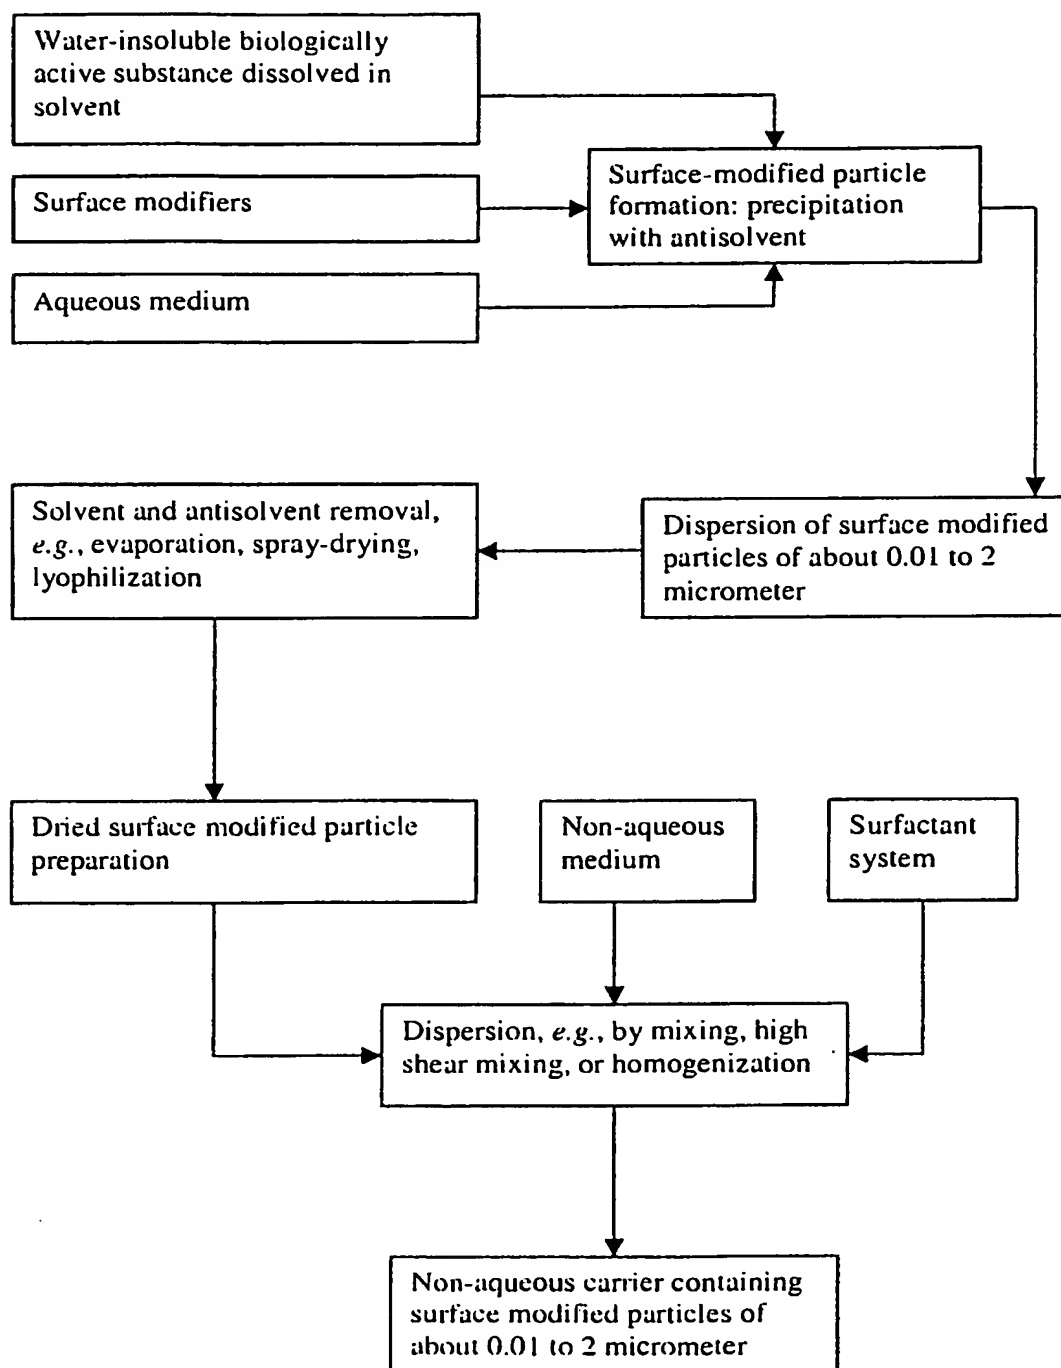 Water-insoluble biologically
active substance dissolved in
solvent
Surface modifiers
Aqueous medium
Surface-modified particle
formation: precipitation
with antisolvent
Dispersion of surface modified
particles of about 0.01 to 2
micrometer
Solvent and antisolvent removal,
e.g., evaporation, spray-drying,
lyophilization
Dried surface modified particle
preparation
Non-aqueous
medium
Surfactant
system
Dispersion, e.g., by mixing, high
shear mixing, or homogenization
Non-aqueous carrier containing
surface modified particles of
about 0.01 to 2 micrometer